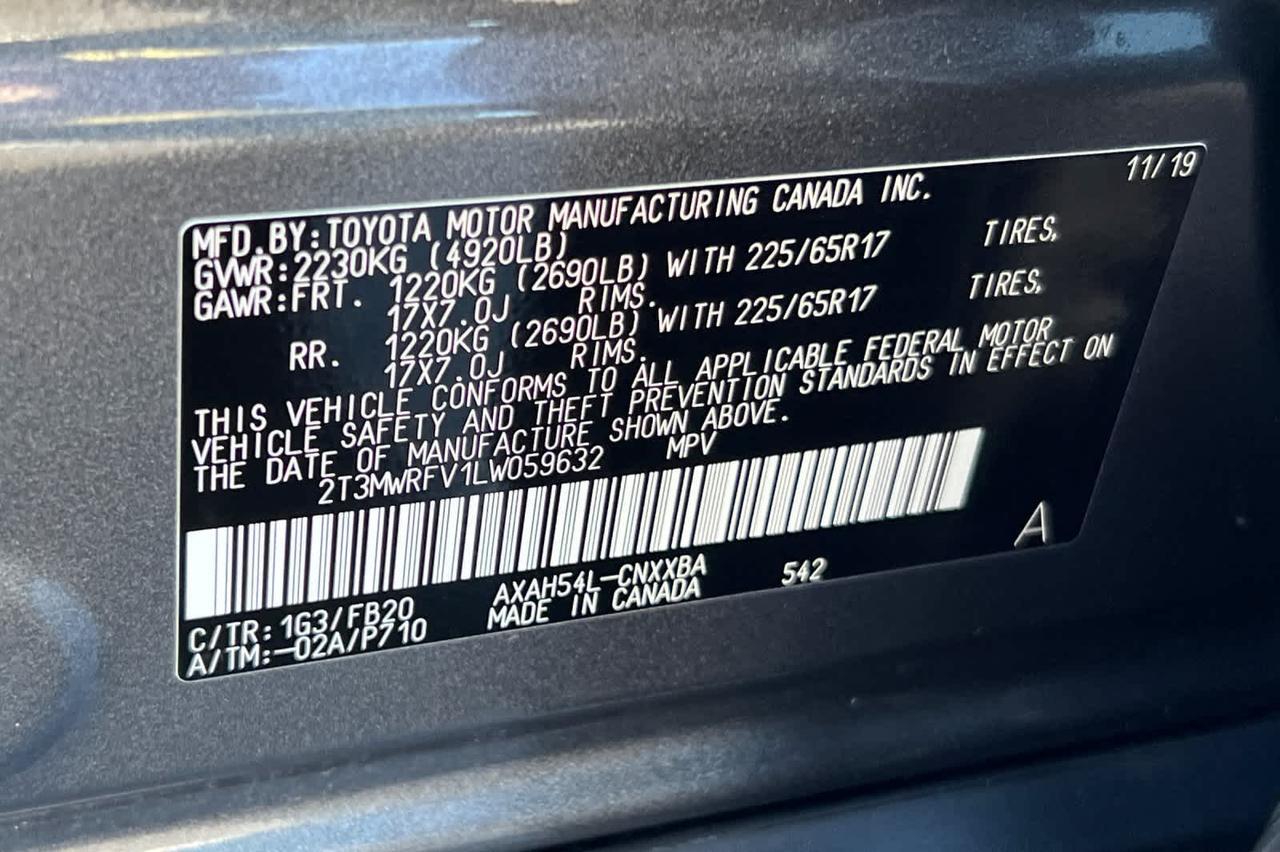 11/19
MFD.BY:TOYOTA MOTOR MANUFACTURING CANADA INC.
GVWR:2230KG (4920LB)
GAWR:FRT. 1220KG (2690LB) WITH 225/65R17 TIRES,
17X7.0J RIMS.
RR. 1220KG (2690LB) WITH 225/65R17 TIRES,
17X7.0J RIMS.
THIS VEHICLE CONFORMS TO ALL APPLICABLE FEDERAL MOTOR
VEHICLE SAFETY AND THEFT PREVENTION STANDARDS IN EFFECT ON
THE DATE OF MANUFACTURE SHOWN ABOVE.
2T3MWRFV1LW059632 MPV
A
C/TR:1G3/FB20 AXAH54L-CNXXBA 542
A/TM:-02A/P710 MADE IN CANADA